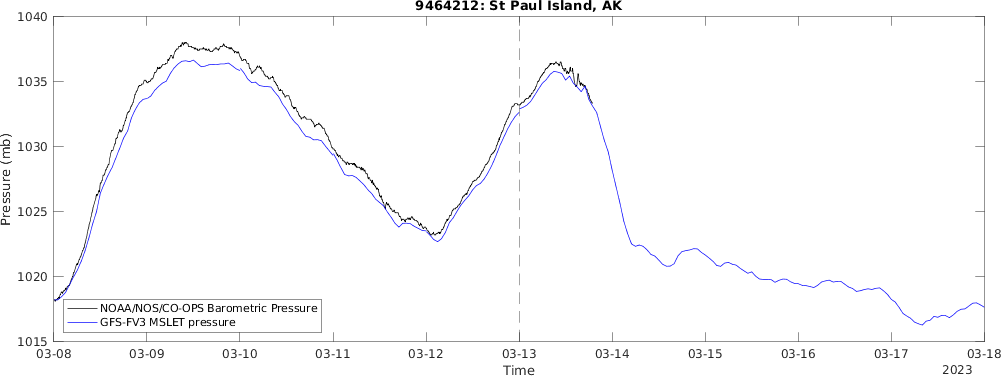 9464212: St Paul Island, AK
Pressure (mb)
1040
1035
1030
1025
1020
1015
NOAA/NOS/CO-OPS Barometric Pressure
GFS-FV3 MSLET pressure
03-08 03-09 03-10 03-11 03-12 03-13 03-14 03-15 03-16 03-17 03-18
Time
2023